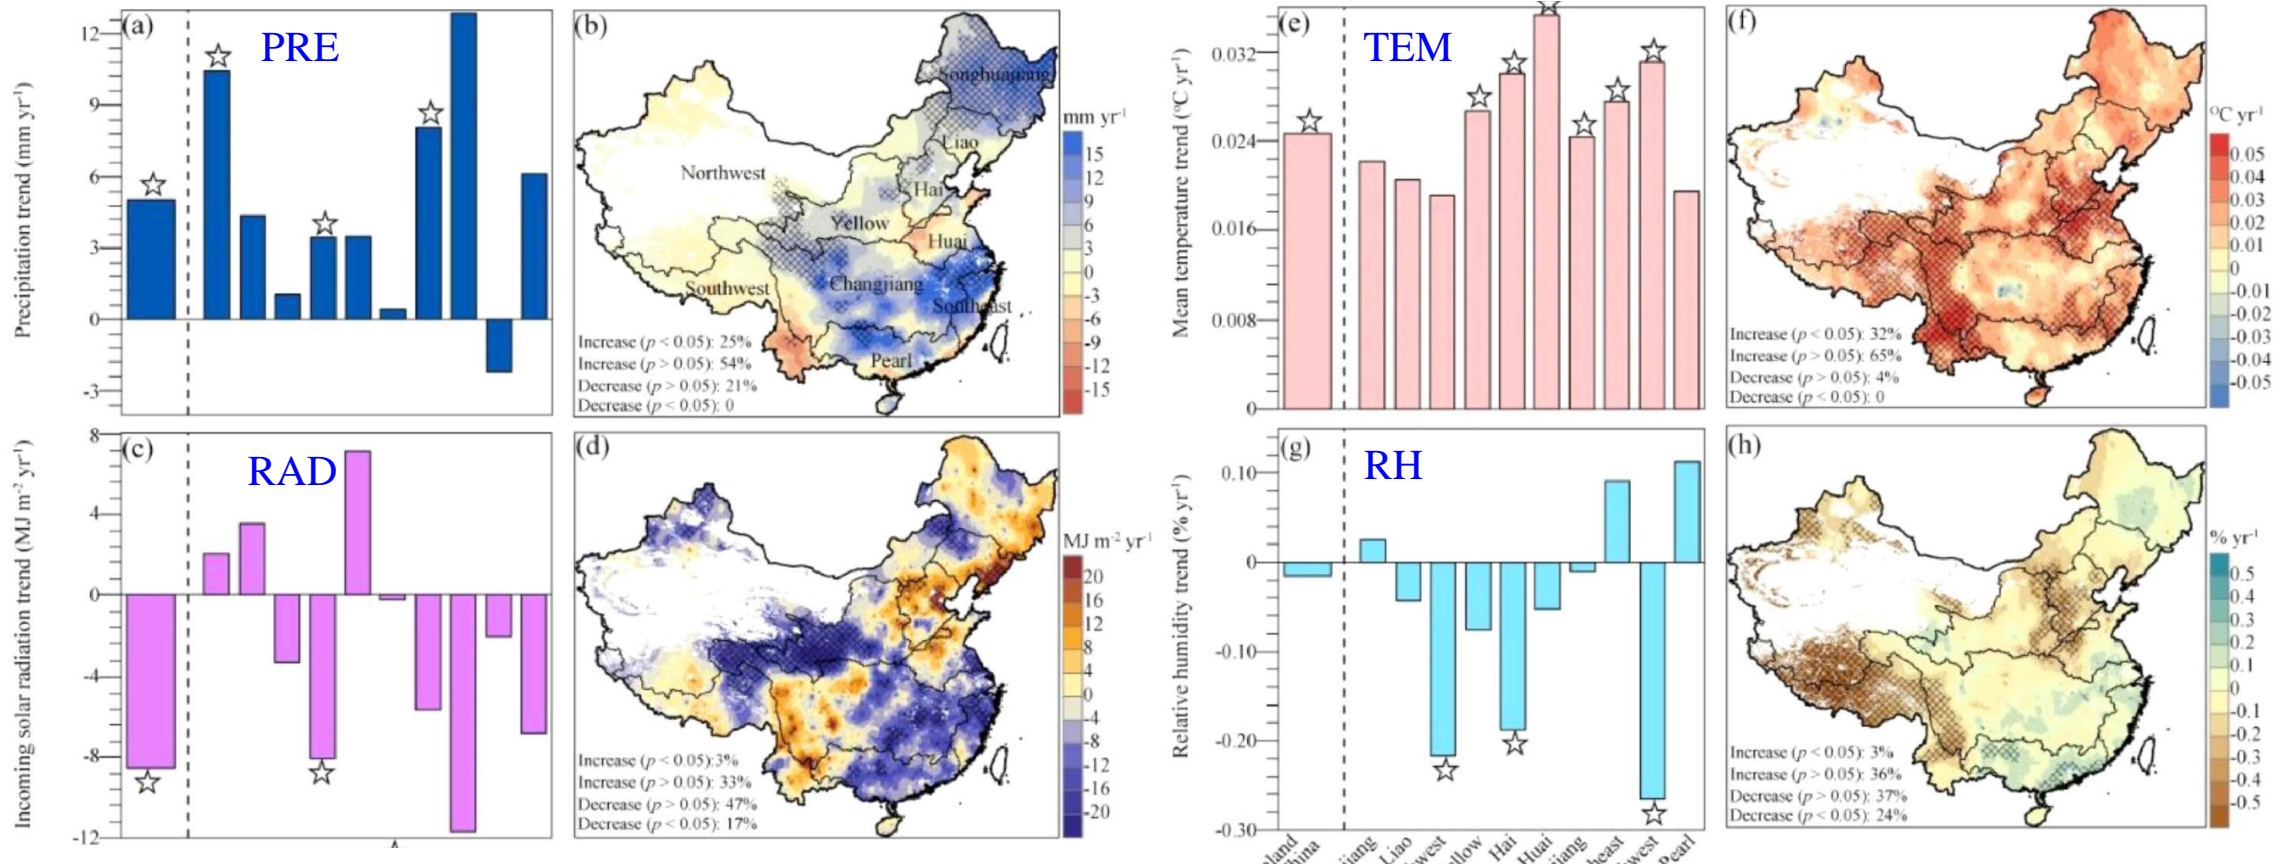 (a)
PRE
Precipitation trend (mm yr-1)
12
9
6
3
0
-3
(b)
Songhuajiang
Liao
Northwest
Hai
Yellow
Huai
Changjiang
Southwest
Southeast
Pearl
Increase (p < 0.05): 25%
Increase (p > 0.05): 54%
Decrease (p > 0.05): 21%
Decrease (p < 0.05): 0
mm yr-1
15
12
9
6
3
0
-3
-6
-9
-12
-15
(c)
RAD
Incoming solar radiation trend (MJ m-2 yr-1)
8
4
0
-4
-8
-12
(d)
Increase (p < 0.05): 3%
Increase (p > 0.05): 33%
Decrease (p > 0.05): 47%
Decrease (p < 0.05): 17%
MJ m-2 yr-1
20
16
12
8
4
0
-4
-8
-12
-16
-20
(e)
TEM
Mean temperature trend (°C yr-1)
0.032
0.024
0.016
0.008
0
(f)
Increase (p < 0.05): 32%
Increase (p > 0.05): 65%
Decrease (p > 0.05): 4%
Decrease (p < 0.05): 0
°C yr-1
0.05
0.04
0.03
0.02
0.01
0
-0.01
-0.02
-0.03
-0.04
-0.05
(g)
RH
Relative humidity trend (% yr-1)
0.10
0
-0.10
-0.20
-0.30
Liao
Hai
Huai
Pearl
(h)
Increase (p < 0.05): 3%
Increase (p > 0.05): 36%
Decrease (p > 0.05): 37%
Decrease (p < 0.05): 24%
% yr-1
0.5
0.4
0.3
0.2
0.1
0
-0.1
-0.2
-0.3
-0.4
-0.5